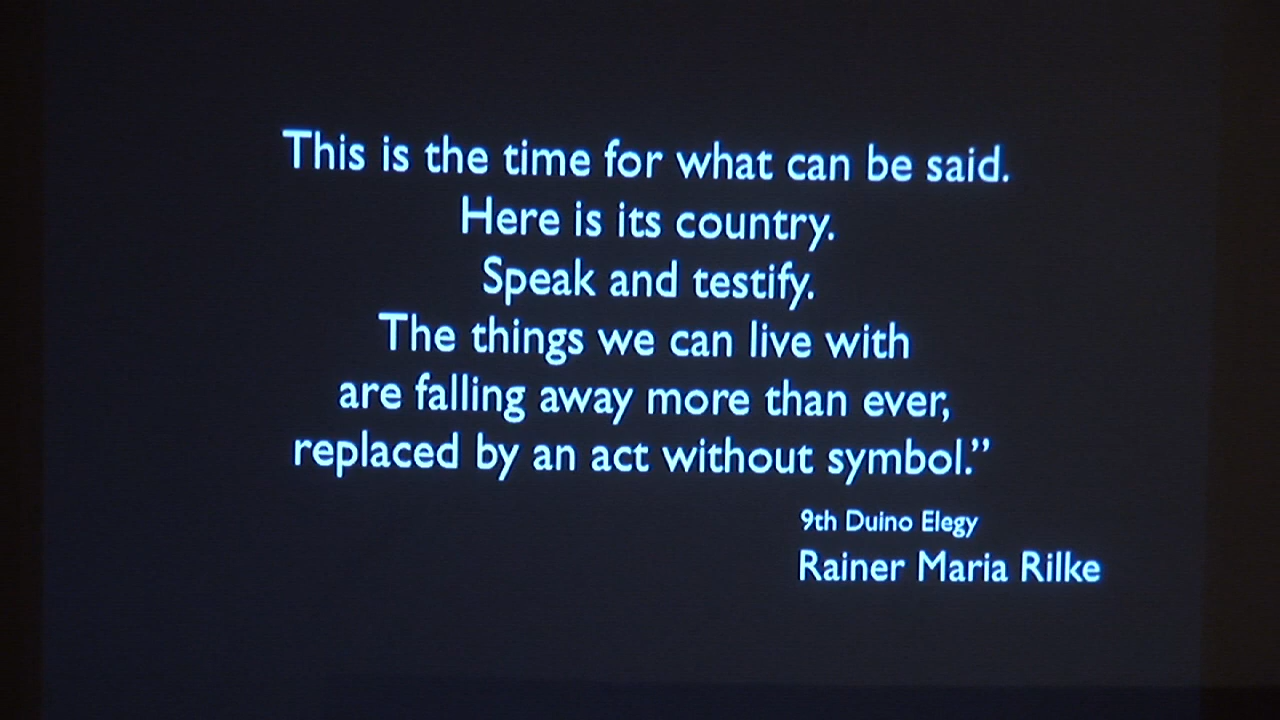 This is the time for what can be said.
Here is its country.
Speak and testify.
The things we can live with
are falling away more than ever,
replaced by an act without symbol.”
9th Duino Elegy
Rainer Maria Rilke